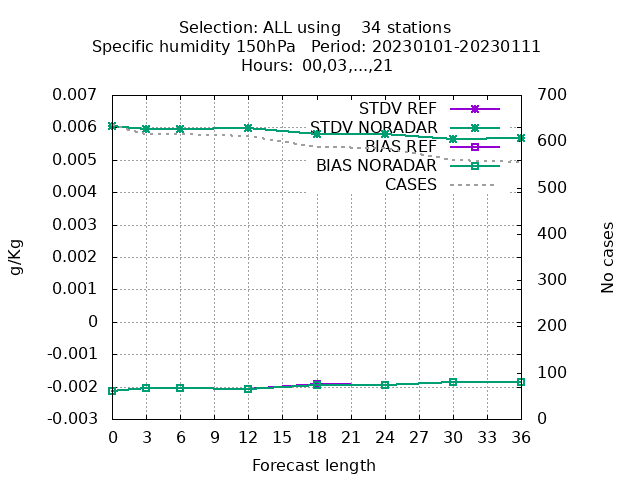 Selection: ALL using    34 stations
Specific humidity 150hPa   Period: 20230101-20230111
Hours:  00,03,...,21
0.007
0.006
0.005
0.004
0.003
0.002
0.001
0
-0.001
-0.002
-0.003
g/Kg
STDV REF
STDV NORADAR
BIAS REF
BIAS NORADAR
CASES
700
600
500
400
300
200
100
0
No cases
0 3 6 9 12 15 18 21 24 27 30 33 36
Forecast length